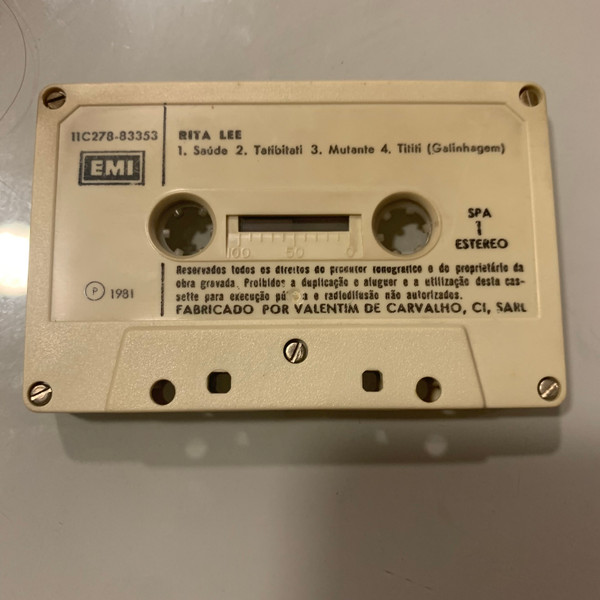 11C278-83353
EMI
RITA LEE
1. Saúde 2. Tatibitati 3. Mutante 4. Tititi (Galinhagem)
SPA
1
ESTEREO
100 50 0
Reservados todos os direitos do produtor fonográfico e do proprietário da
obra gravada. Proibidos a duplicação e aluguer e a utilização desta cas-
sette para execução e radiodifusão não autorizados.
FABRICADO POR VALENTIM DE CARVALHO, CI, SARL
P 1981